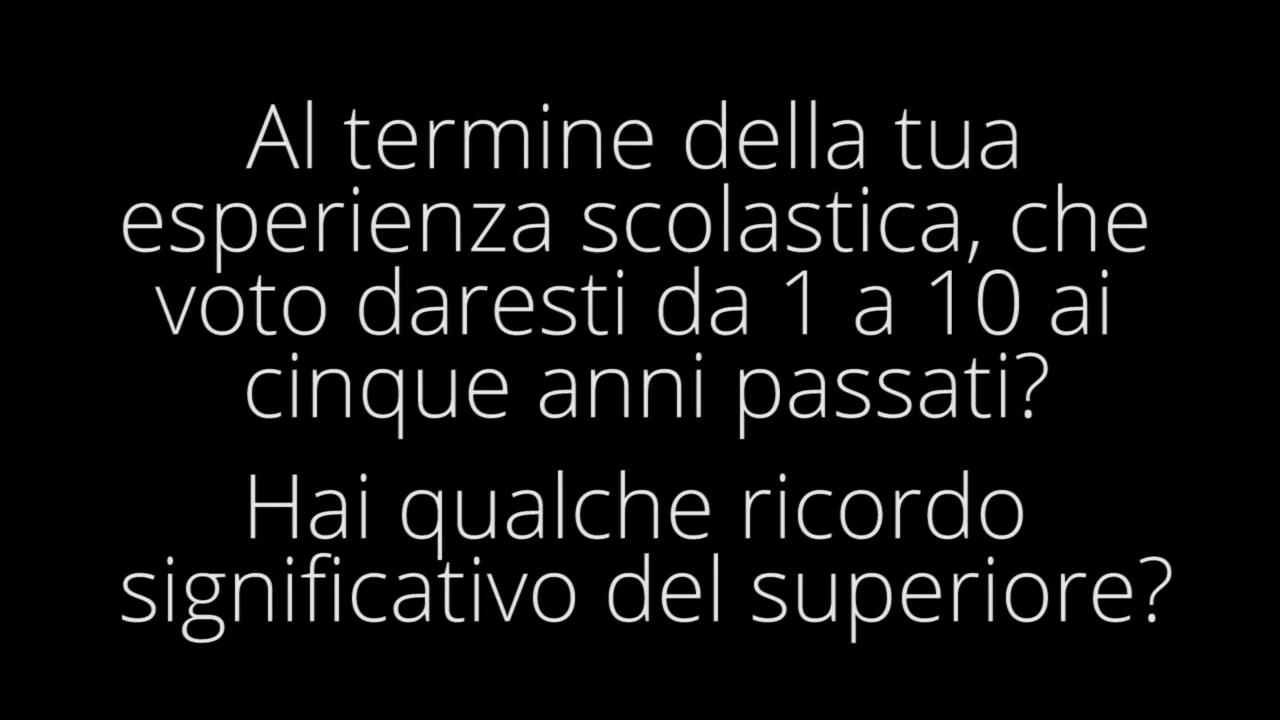 Al termine della tua
esperienza scolastica, che
voto daresti da 1 a 10 ai
cinque anni passati?
Hai qualche ricordo
significativo del superiore?